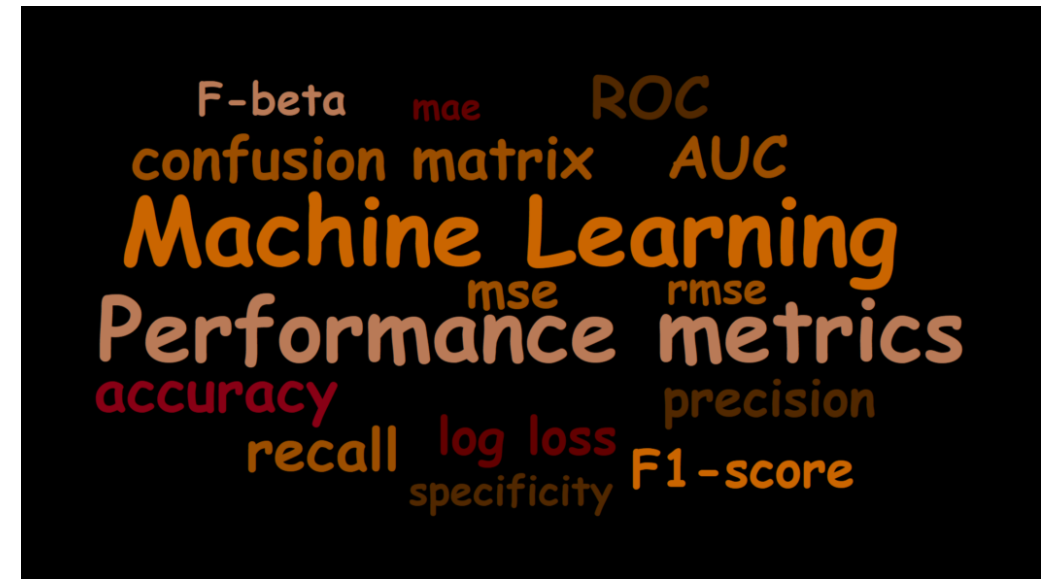 F-beta mae ROC
confusion matrix AUC
Machine Learning
mse rmse
Performance metrics
accuracy precision
recall log loss F1-score
specificity